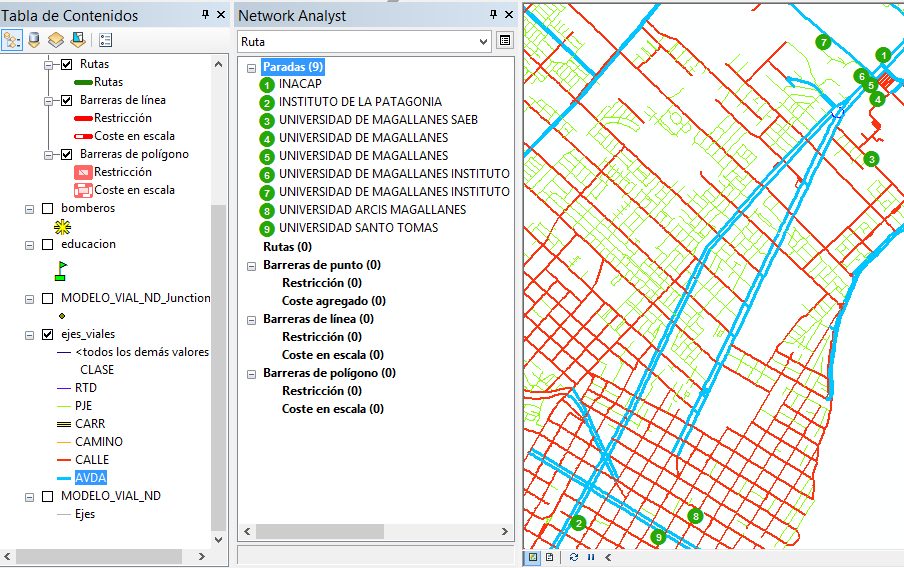 Tabla de Contenidos
Rutas
Rutas
Barreras de línea
Restricción
Coste en escala
Barreras de polígono
Restricción
Coste en escala
bomberos
educacion
MODELO_VIAL_ND_Junction
ejes_viales
<todos los demás valores
CLASE
RTD
PJE
CARR
CAMINO
CALLE
AVDA
MODELO_VIAL_ND
Ejes
Network Analyst
Ruta
Paradas (9)
1 INACAP
2 INSTITUTO DE LA PATAGONIA
3 UNIVERSIDAD DE MAGALLANES SAEB
4 UNIVERSIDAD DE MAGALLANES
5 UNIVERSIDAD DE MAGALLANES
6 UNIVERSIDAD DE MAGALLANES INSTITUTO
7 UNIVERSIDAD DE MAGALLANES INSTITUTO
8 UNIVERSIDAD ARCIS MAGALLANES
9 UNIVERSIDAD SANTO TOMAS
Rutas (0)
Barreras de punto (0)
Restricción (0)
Coste agregado (0)
Barreras de línea (0)
Restricción (0)
Coste en escala (0)
Barreras de polígono (0)
Restricción (0)
Coste en escala (0)
7
1
6
5
4
3
2
8
9